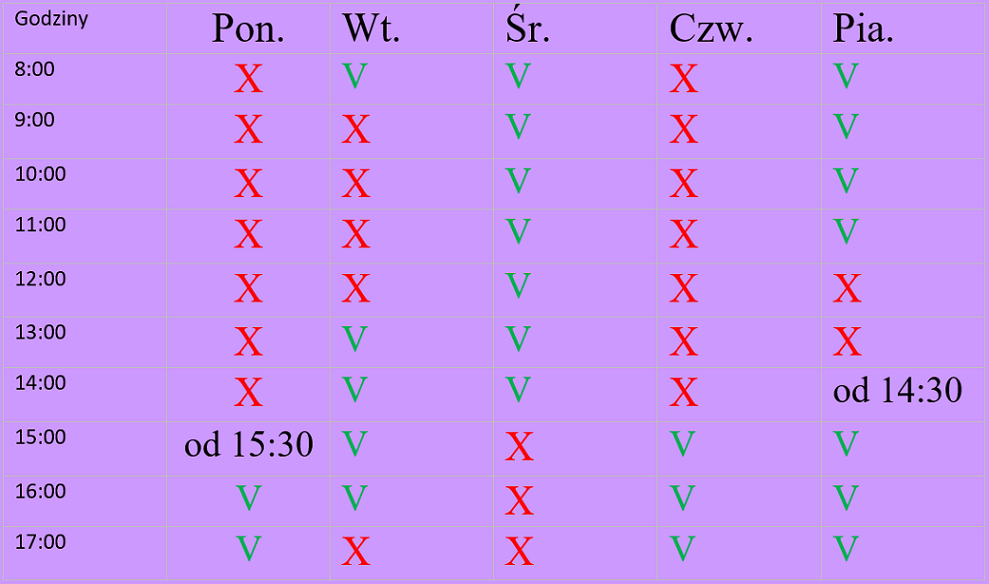 Godziny Pon. Wt. Śr. Czw. Pia.
8:00 X V V X V
9:00 X X V X V
10:00 X X V X V
11:00 X X V X V
12:00 X X V X X
13:00 X V V X X
14:00 X V V X od 14:30
15:00 od 15:30 V X V V
16:00 V V X V V
17:00 V X X V V